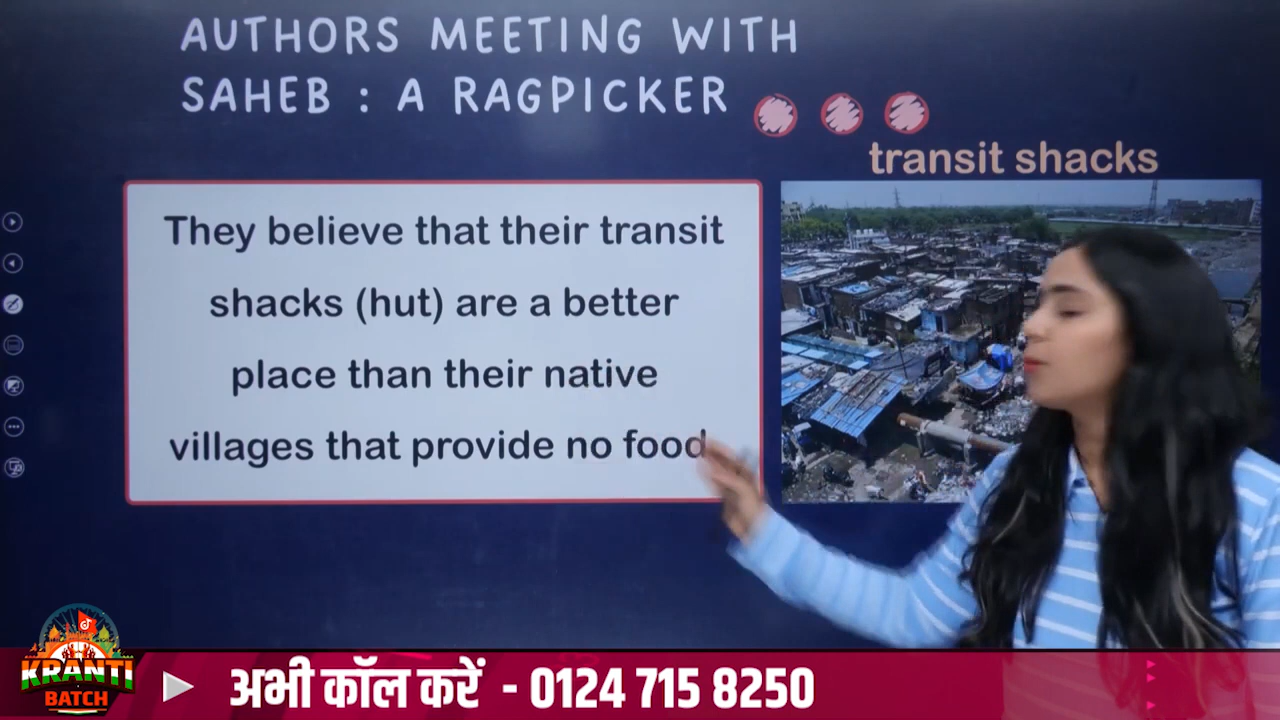 AUTHORS MEETING WITH
SAHEB : A RAGPICKER
transit shacks
They believe that their transit
shacks (hut) are a better
place than their native
villages that provide no food
KRANTI
BATCH
अभी कॉल करें - 0124 715 8250